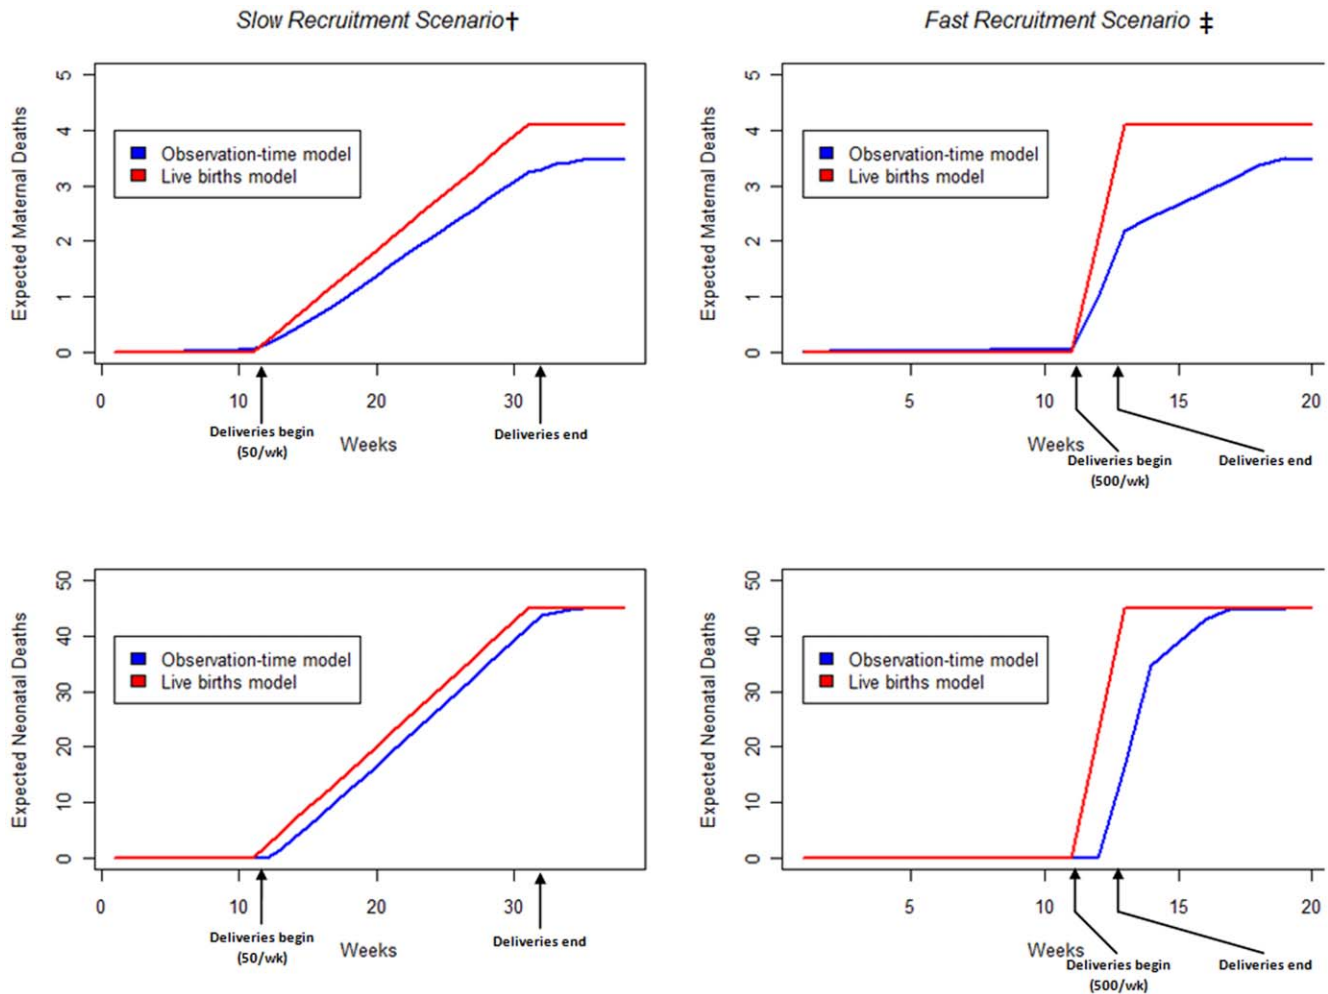 Slow Recruitment Scenario†
Expected Maternal Deaths
5
4
3
2
1
0
Observation-time model
Live births model
0
10
20
30
Deliveries begin
(50/wk)
Weeks
Deliveries end
Fast Recruitment Scenario ‡
Expected Maternal Deaths
5
4
3
2
1
0
Observation-time model
Live births model
5
10
15
20
Weeks
Deliveries begin
(500/wk)
Deliveries end
Expected Neonatal Deaths
50
40
30
20
10
0
Observation-time model
Live births model
0
10
20
30
Deliveries begin
(50/wk)
Weeks
Deliveries end
Expected Neonatal Deaths
50
40
30
20
10
0
Observation-time model
Live births model
5
10
15
20
Weeks
Deliveries begin
(500/wk)
Deliveries end